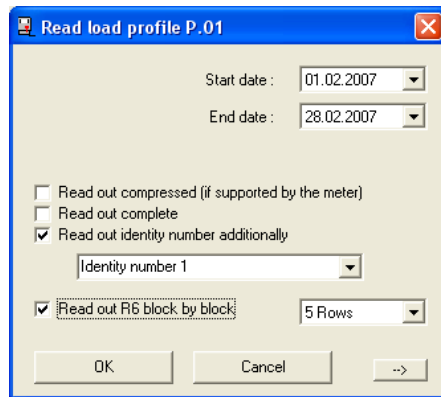 Read load profile P.01
Start date : 01.02.2007
End date : 28.02.2007
Read out compressed (if supported by the meter)
Read out complete
Read out identity number additionally
Identity number 1
Read out R6 block by block 5 Rows
OK Cancel -->